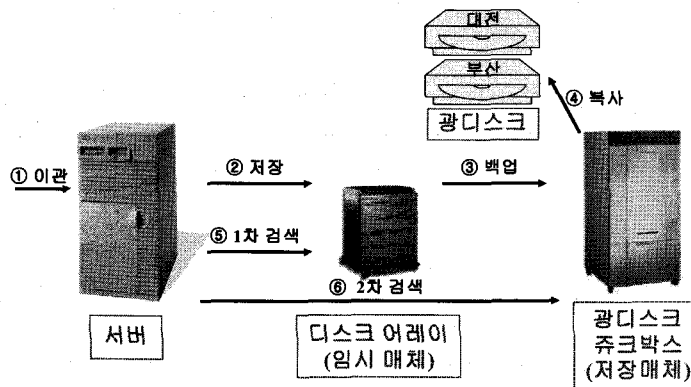 대전
부산
광디스크
④ 복사
① 이관
② 저장
③ 백업
⑤ 1차 검색
⑥ 2차 검색
서버
디스크 어레이
(임시 매체)
광디스크
쥬크박스
(저장매체)